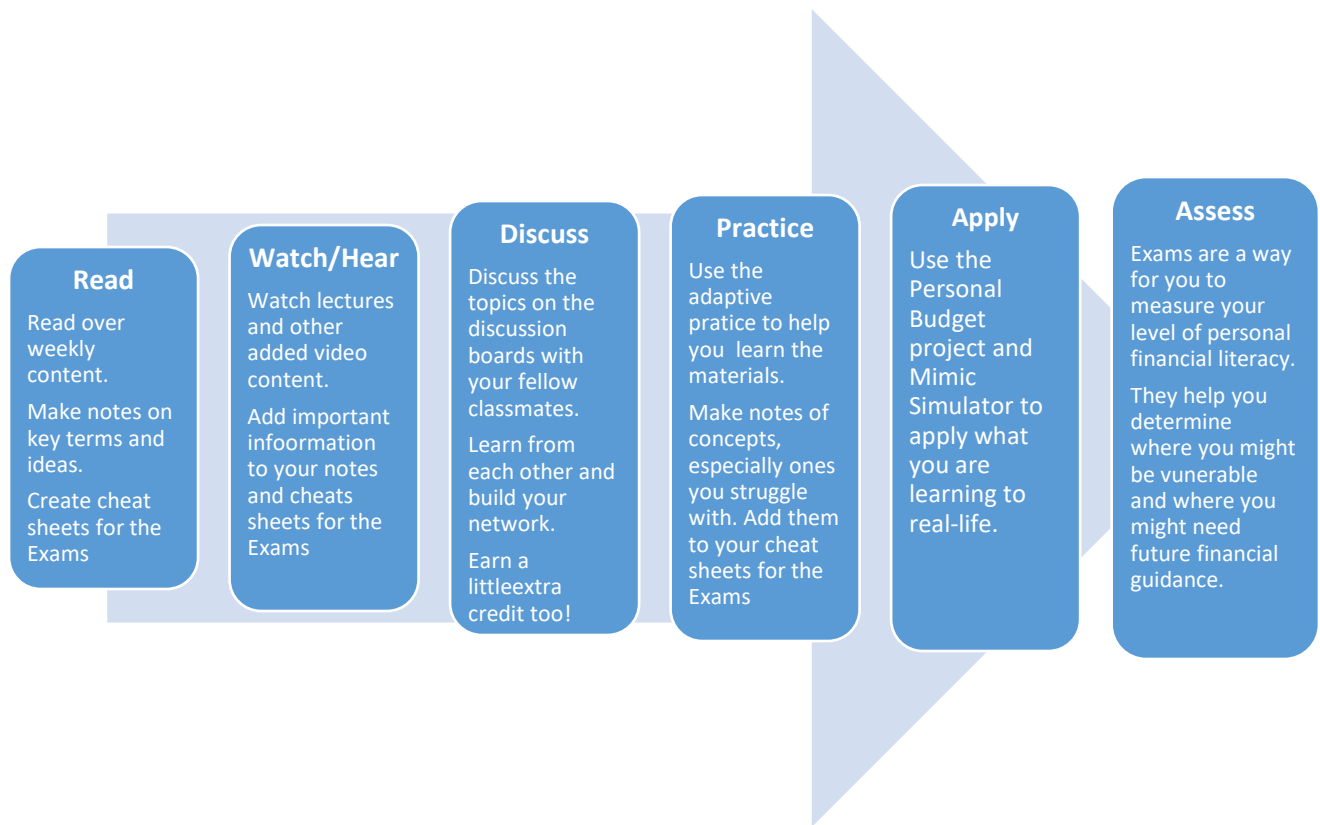 Read
Read over
weekly
content.
Make notes on
key terms and
ideas.
Create cheat
sheets for the
Exams
Watch/Hear
Watch lectures
and other
added video
content.
Add important
infoormation
to your notes
and cheats
sheets for the
Exams
Discuss
Discuss the
topics on the
discussion
boards with
your fellow
classmates.
Learn from
each other and
build your
network.
Earn a
littleextra
credit too!
Practice
Use the
adaptive
pratice to help
you  learn the
materials.
Make notes of
concepts,
especially ones
you struggle
with. Add them
to your cheat
sheets for the
Exams
Apply
Use the
Personal
Budget
project and
Mimic
Simulator to
apply what
you are
learning to
real-life.
Assess
Exams are a way
for you to
measure your
level of personal
financial literacy.
They help you
determine
where you might
be vunerable
and where you
might need
future financial
guidance.